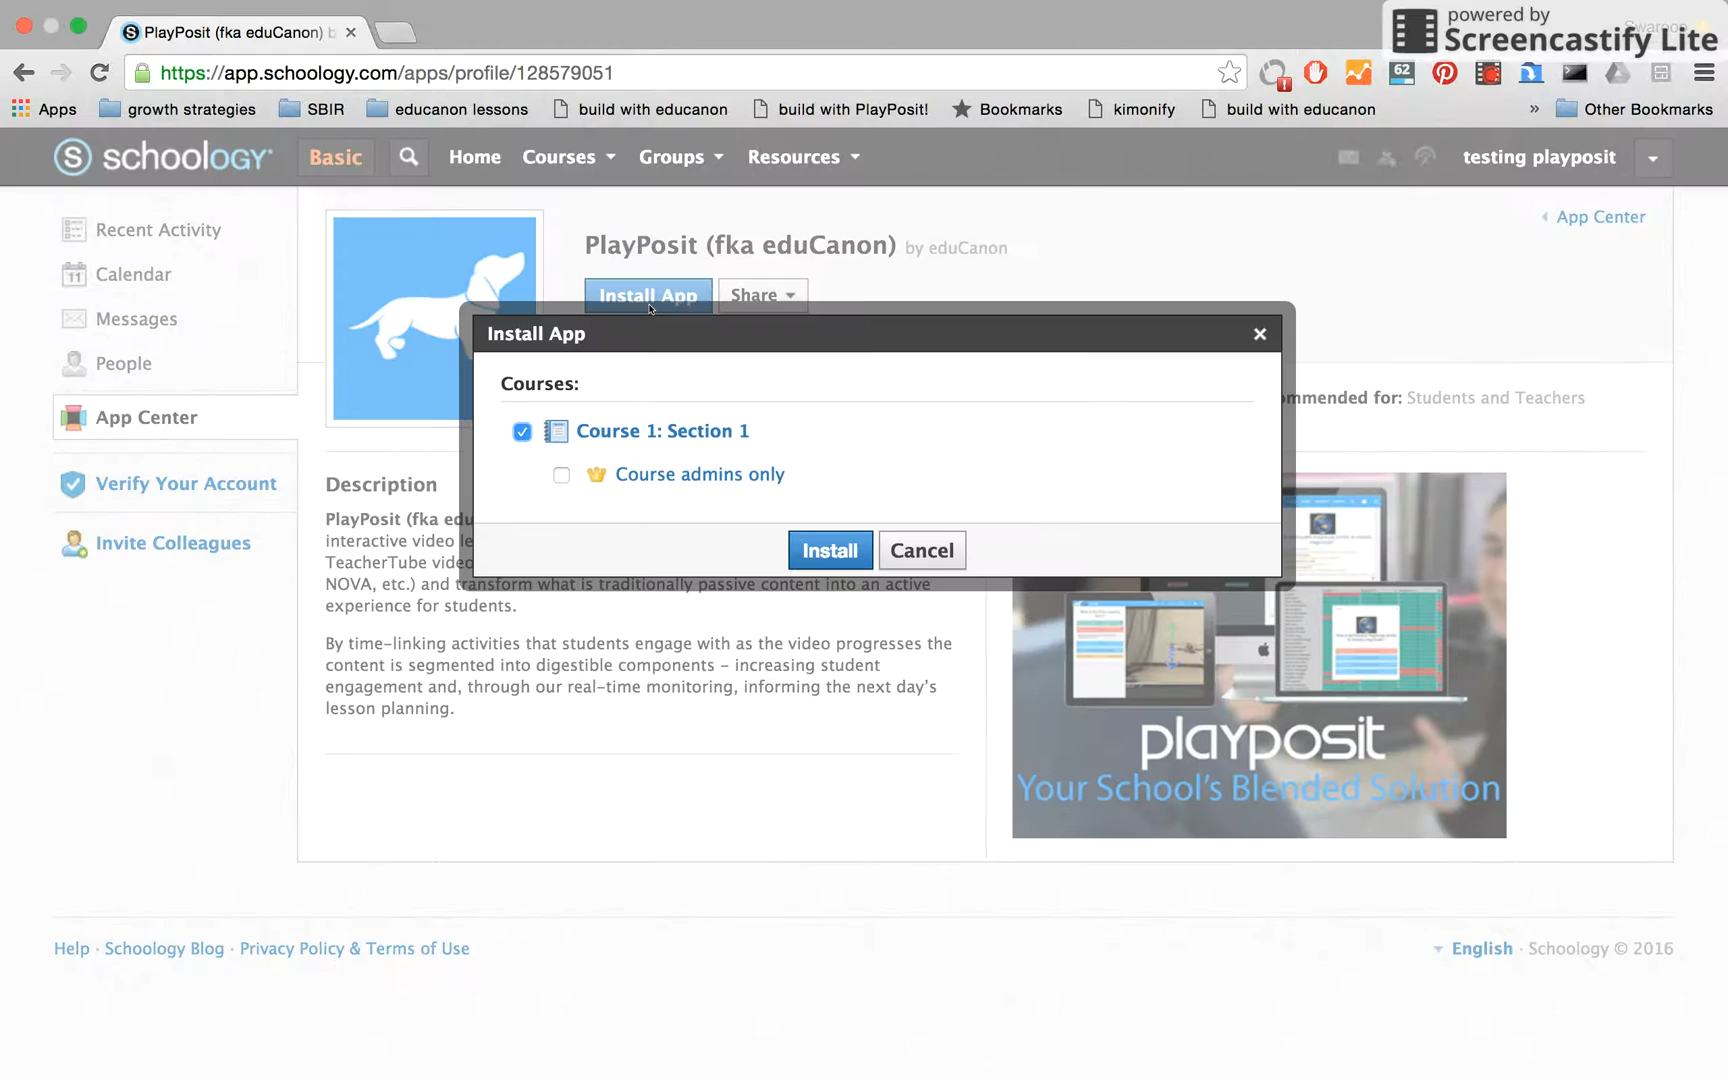 powered by
Screencastify Lite
PlayPosit (fka eduCanon)
https://app.schoology.com/apps/profile/128579051
62
Apps
growth strategies
SBIR
educanon lessons
build with educanon
build with PlayPosit!
Bookmarks
kimonify
build with educanon
»
Other Bookmarks
S schoology
Basic
Home
Courses
Groups
Resources
testing playposit
Recent Activity
11 Calendar
Messages
People
App Center
Verify Your Account
Invite Colleagues
App Center
PlayPosit (fka eduCanon) by eduCanon
Install App
Share
Install App
Courses:
Course 1: Section 1
Course admins only
Install
Cancel
mmended for: Students and Teachers
Description
PlayPosit (fka edu
interactive video le
TeacherTube video
NOVA, etc.) and transform what is traditionally passive content into an active
experience for students.
By time-linking activities that students engage with as the video progresses the
content is segmented into digestible components – increasing student
engagement and, through our real-time monitoring, informing the next day's
lesson planning.
playposit
Your School's Blended Solution
Help · Schoology Blog · Privacy Policy & Terms of Use
English · Schoology © 2016